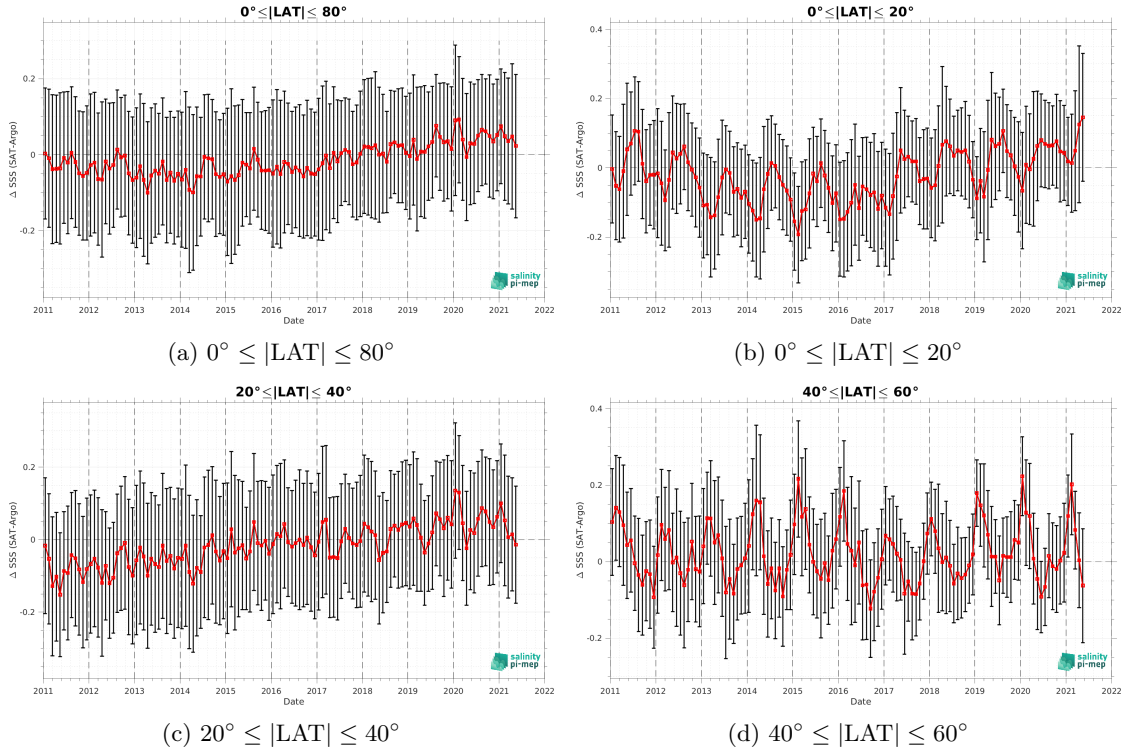 0°≤|LAT|≤ 80°
Δ SSS (SAT-Argo)
0.2
0
-0.2
salinity
pi-mep
2011 2012 2013 2014 2015 2016 2017 2018 2019 2020 2021 2022
Date
(a) 0° ≤ |LAT| ≤ 80°
0°≤|LAT|≤ 20°
Δ SSS (SAT-Argo)
0.4
0.2
0
-0.2
salinity
pi-mep
2011 2012 2013 2014 2015 2016 2017 2018 2019 2020 2021 2022
Date
(b) 0° ≤ |LAT| ≤ 20°
20°≤|LAT|≤ 40°
Δ SSS (SAT-Argo)
0.2
0
-0.2
salinity
pi-mep
2011 2012 2013 2014 2015 2016 2017 2018 2019 2020 2021 2022
Date
(c) 20° ≤ |LAT| ≤ 40°
40°≤|LAT|≤ 60°
Δ SSS (SAT-Argo)
0.4
0.2
0
-0.2
salinity
pi-mep
2011 2012 2013 2014 2015 2016 2017 2018 2019 2020 2021 2022
Date
(d) 40° ≤ |LAT| ≤ 60°